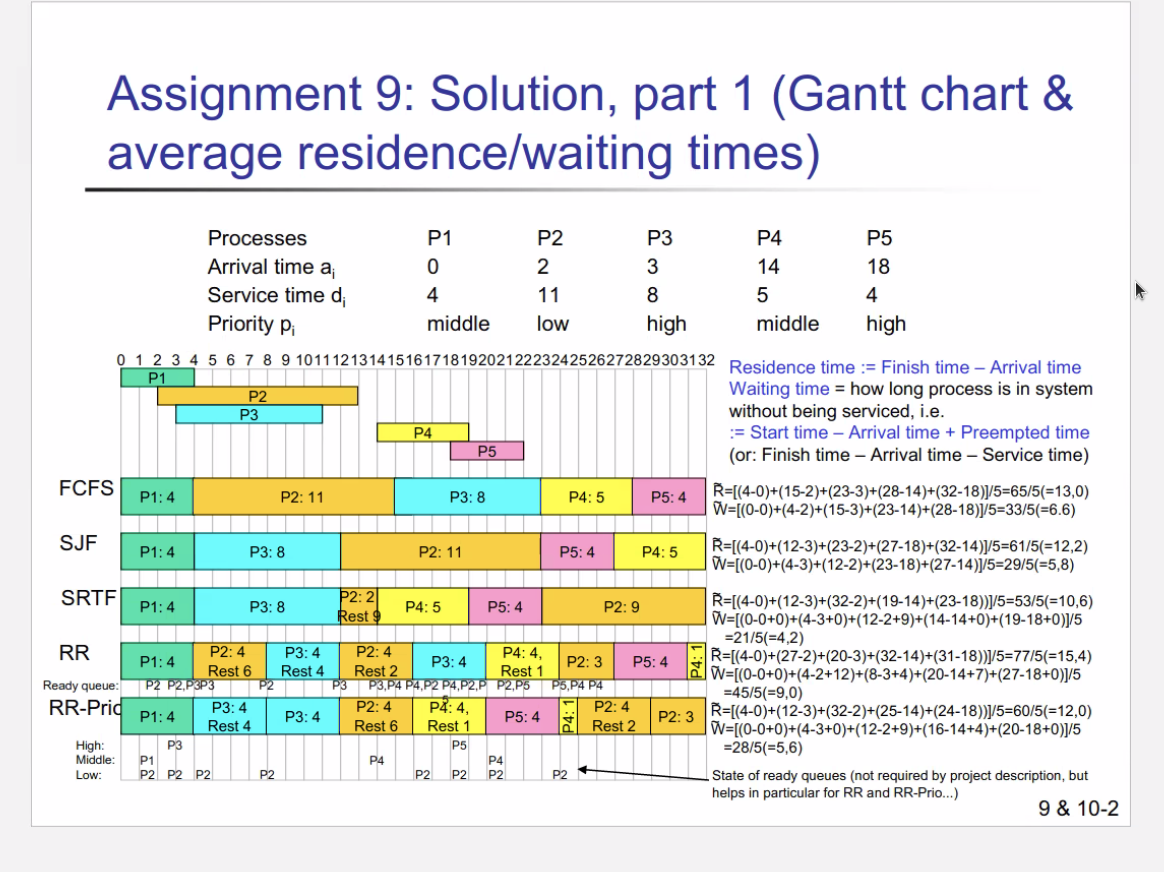 Assignment 9: Solution, part 1 (Gantt chart &
average residence/waiting times)
Processes P1 P2 P3 P4 P5
Arrival time ai 0 2 3 14 18
Service time di 4 11 8 5 4
Priority pi middle low high middle high
0 1 2 3 4 5 6 7 8 9 10 11 12 13 14 15 16 17 18 19 20 21 22 23 24 25 26 27 28 29 30 31 32
P1
P2
P3
P4
P5
Residence time := Finish time – Arrival time
Waiting time = how long process is in system
without being serviced, i.e.
:= Start time – Arrival time + Preempted time
(or: Finish time – Arrival time – Service time)
FCFS P1: 4 P2: 11 P3: 8 P4: 5 P5: 4
R̄=[(4-0)+(15-2)+(23-3)+(28-14)+(32-18)]/5=65/5(=13,0)
W̄=[(0-0)+(4-2)+(15-3)+(23-14)+(28-18)]/5=33/5(=6.6)
SJF P1: 4 P3: 8 P2: 11 P5: 4 P4: 5
R̄=[(4-0)+(12-3)+(23-2)+(27-18)+(32-14)]/5=61/5(=12,2)
W̄=[(0-0)+(4-3)+(12-2)+(23-18)+(27-14)]/5=29/5(=5,8)
SRTF P1: 4 P3: 8 P2: 2 Rest 9 P4: 5 P5: 4 P2: 9
R̄=[(4-0)+(12-3)+(32-2)+(19-14)+(23-18))]/5=53/5(=10,6)
W̄=[(0-0+0)+(4-3+0)+(12-2+9)+(14-14+0)+(19-18+0)]/5
=21/5(=4,2)
RR P1: 4 P2: 4 Rest 6 P3: 4 Rest 4 P2: 4 Rest 2 P3: 4 P4: 4, Rest 1 P2: 3 P5: 4 P4: 1
R̄=[(4-0)+(27-2)+(20-3)+(32-14)+(31-18))]/5=77/5(=15,4)
W̄=[(0-0+0)+(4-2+12)+(8-3+4)+(20-14+7)+(27-18+0)]/5
=45/5(=9,0)
Ready queue: P2 P2,P3 P3 P2 P3 P3,P4 P4,P2 P4,P2,P5 P2,P5 P5,P4 P4
RR-Prio P1: 4 P3: 4 Rest 4 P3: 4 P2: 4 Rest 6 P4: 4, Rest 1 P5: 4 P4: 1 P2: 4 Rest 2 P2: 3
R̄=[(4-0)+(12-3)+(32-2)+(25-14)+(24-18))]/5=60/5(=12,0)
W̄=[(0-0+0)+(4-3+0)+(12-2+9)+(16-14+4)+(20-18+0)]/5
=28/5(=5,6)
High: P3 P5
Middle: P1 P4 P4
Low: P2 P2 P2 P2 P2 P2 P2 P2
State of ready queues (not required by project description, but
helps in particular for RR and RR-Prio...)
9 & 10-2